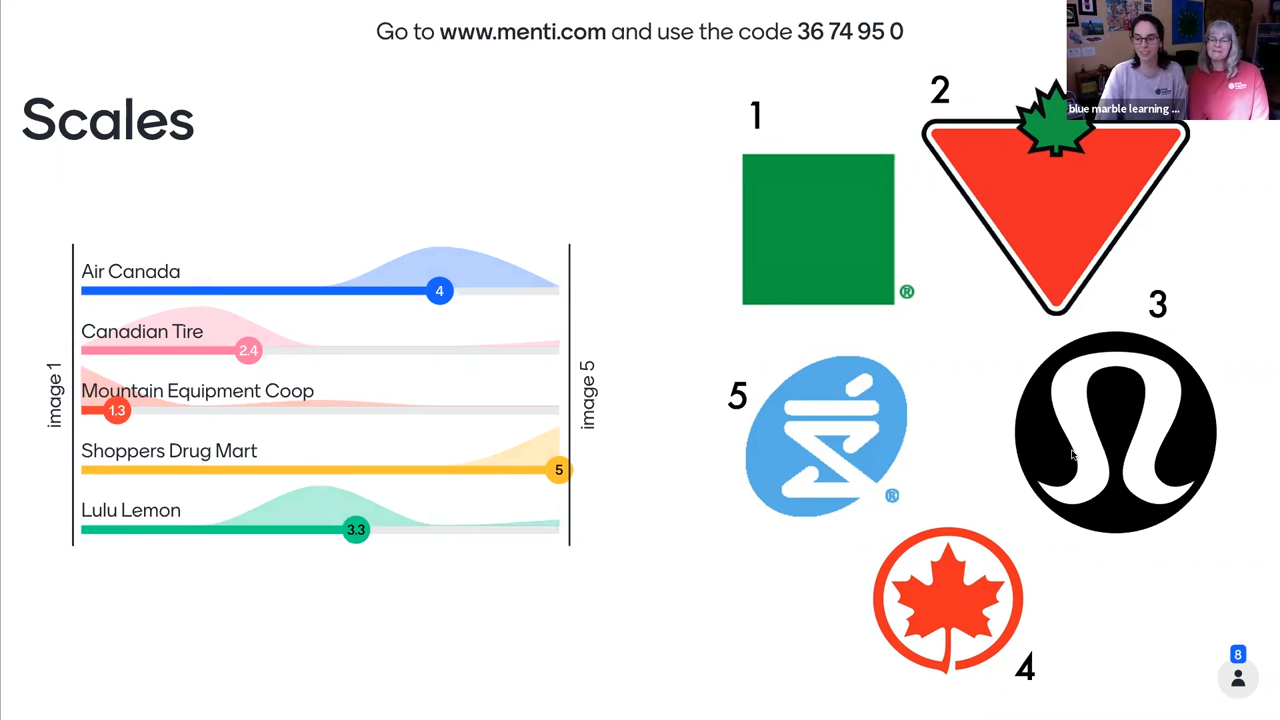 Go to www.menti.com and use the code 36 74 95 0
blue marble learning ...
Scales
1
2
®
3
Air Canada
4
Canadian Tire
2.4
image 1
image 5
Mountain Equipment Coop
1.3
5
®
Shoppers Drug Mart
5
Lulu Lemon
3.3
4
8